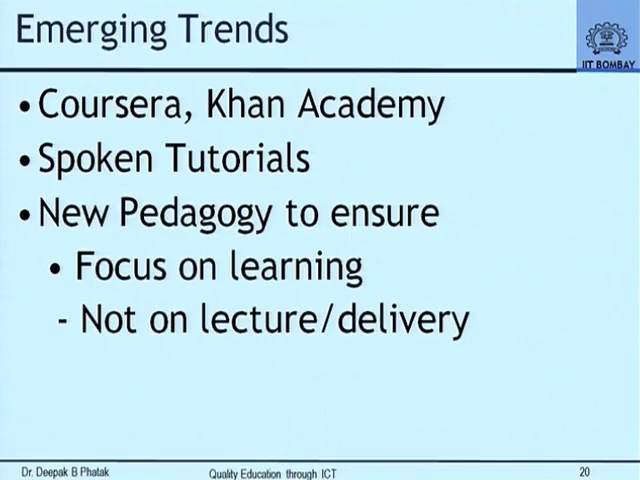 Emerging Trends
IIT BOMBAY
• Coursera, Khan Academy
• Spoken Tutorials
• New Pedagogy to ensure
• Focus on learning
- Not on lecture/delivery
Dr. Deepak B Phatak
Quality Education through ICT
20